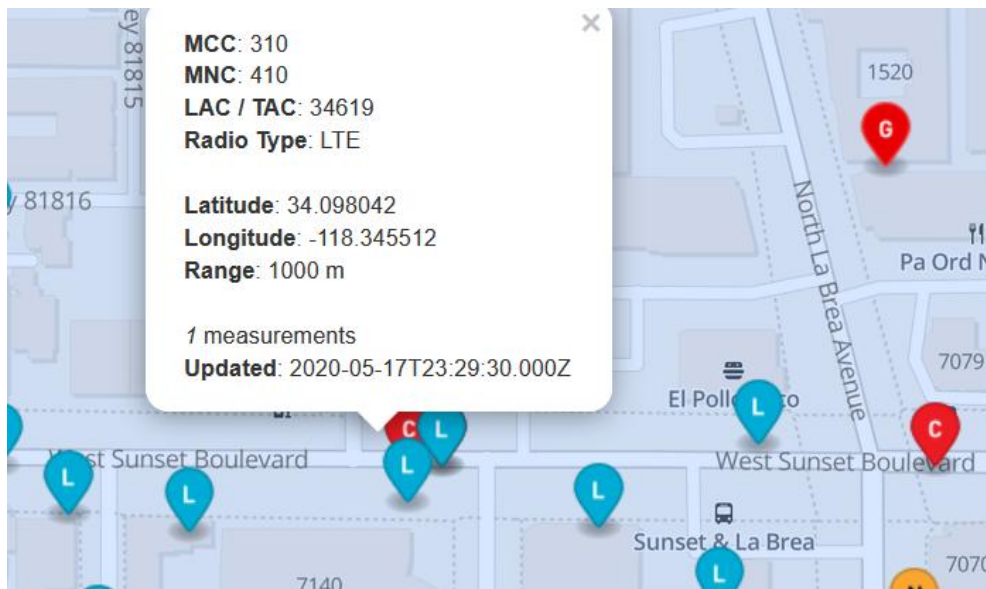 ey 81815
×
MCC: 310
MNC: 410
LAC / TAC: 34619
Radio Type: LTE
Latitude: 34.098042
Longitude: -118.345512
Range: 1000 m
1 measurements
Updated: 2020-05-17T23:29:30.000Z
1520
G
y 81816
North La Brea Avenue
Pa Ord N
7079
El Poll
co
L
C
L
C
West Sunset Boulevard
L
West Sunset Boulevard
L
L
L
Sunset & La Brea
L
7070
7140